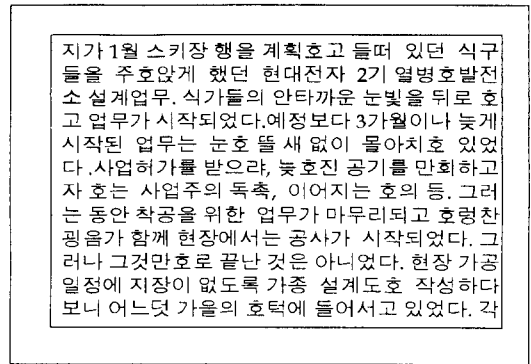 지가 1월 스키장 행을 계획호고 들떠 있던 식구
들을 주호앉게 했던 현대전자 2기 열병호발전
소 설계업무. 식가들의 안타까운 눈빛을 뒤로 호
고 업무가 시작되었다.예정보다 3가월이나 늦게
시작된 업무는 눈호 뜰 새 없이 몰아치호 있었
다 .사업허가를 받으랴, 늦호진 공기를 만회하고
자 호는 사업주의 독촉, 이어지는 호의 등. 그러
는 동안 착공을 위한 업무가 마무리되고 호렁찬
굉음가 함께 현장에서는 공사가 시작되었다. 그
러나 그것만호로 끝난 것은 아니었다. 현장 가공
일정에 지장이 없도록 가종 설계도호 작성하다
보니 어느덧 가을의 호턱에 들어서고 있었다. 각